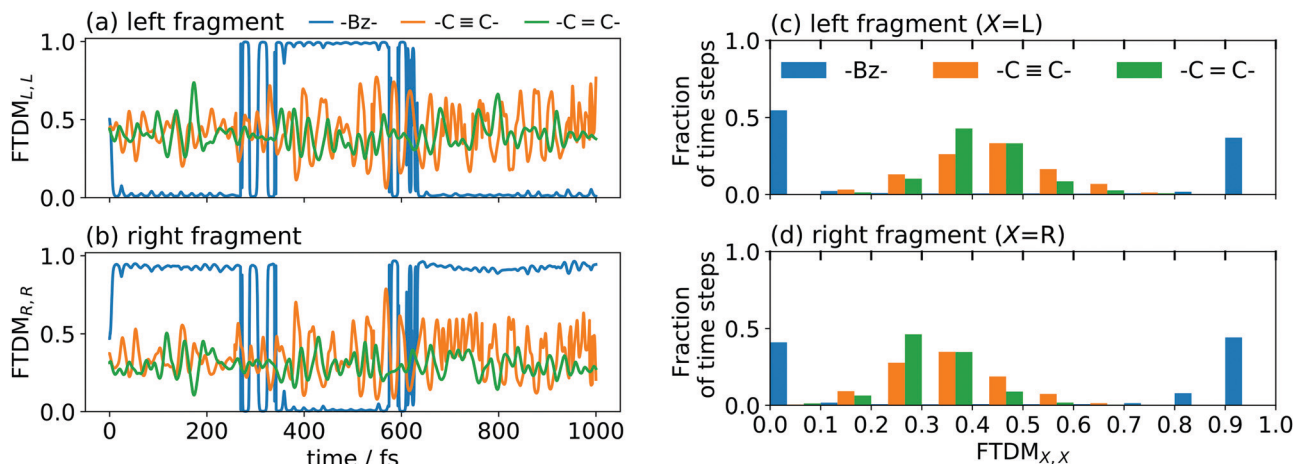 (a) left fragment
-Bz-
-C ≡ C-
-C = C-
FTDM_{L, L}
1.0
0.5
0.0
(b) right fragment
FTDM_{R, R}
1.0
0.5
0.0
0
200
400
600
800
1000
time / fs
(c) left fragment (X=L)
-Bz-
-C ≡ C-
-C = C-
Fraction
of time steps
1.0
0.5
0.0
(d) right fragment (X=R)
Fraction
of time steps
1.0
0.5
0.0
0.0 0.1 0.2 0.3 0.4 0.5 0.6 0.7 0.8 0.9 1.0
FTDM_{X, X}